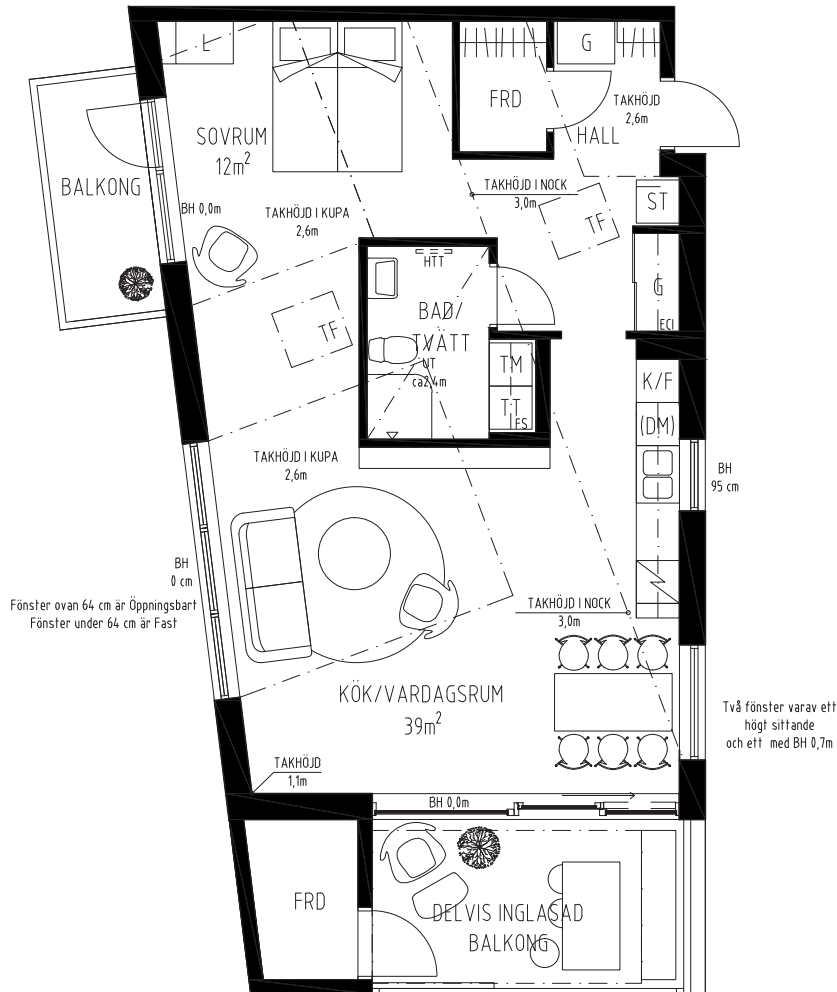 L
G
FRD
TAKHÖJD
2,6m
HALL
SOVRUM
12m²
BALKONG
TAKHÖJD I NOCK
3,0m
ST
BH 0,0m
TAKHÖJD I KUPA
2,6m
TF
HTT
G
ECI
BAD/
TVÄTT
UT
ca2,4m
TF
TM
TT
FS
K/F
(DM)
TAKHÖJD I KUPA
2,6m
BH
95 cm
BH
0 cm
Fönster ovan 64 cm är Öppningsbart
Fönster under 64 cm är Fast
TAKHÖJD I NOCK
3,0m
KÖK/VARDAGSRUM
39m²
Två fönster varav ett
högt sittande
och ett med BH 0,7m
TAKHÖJD
1,1m
BH 0,0m
FRD
DELVIS INGLASAD
BALKONG